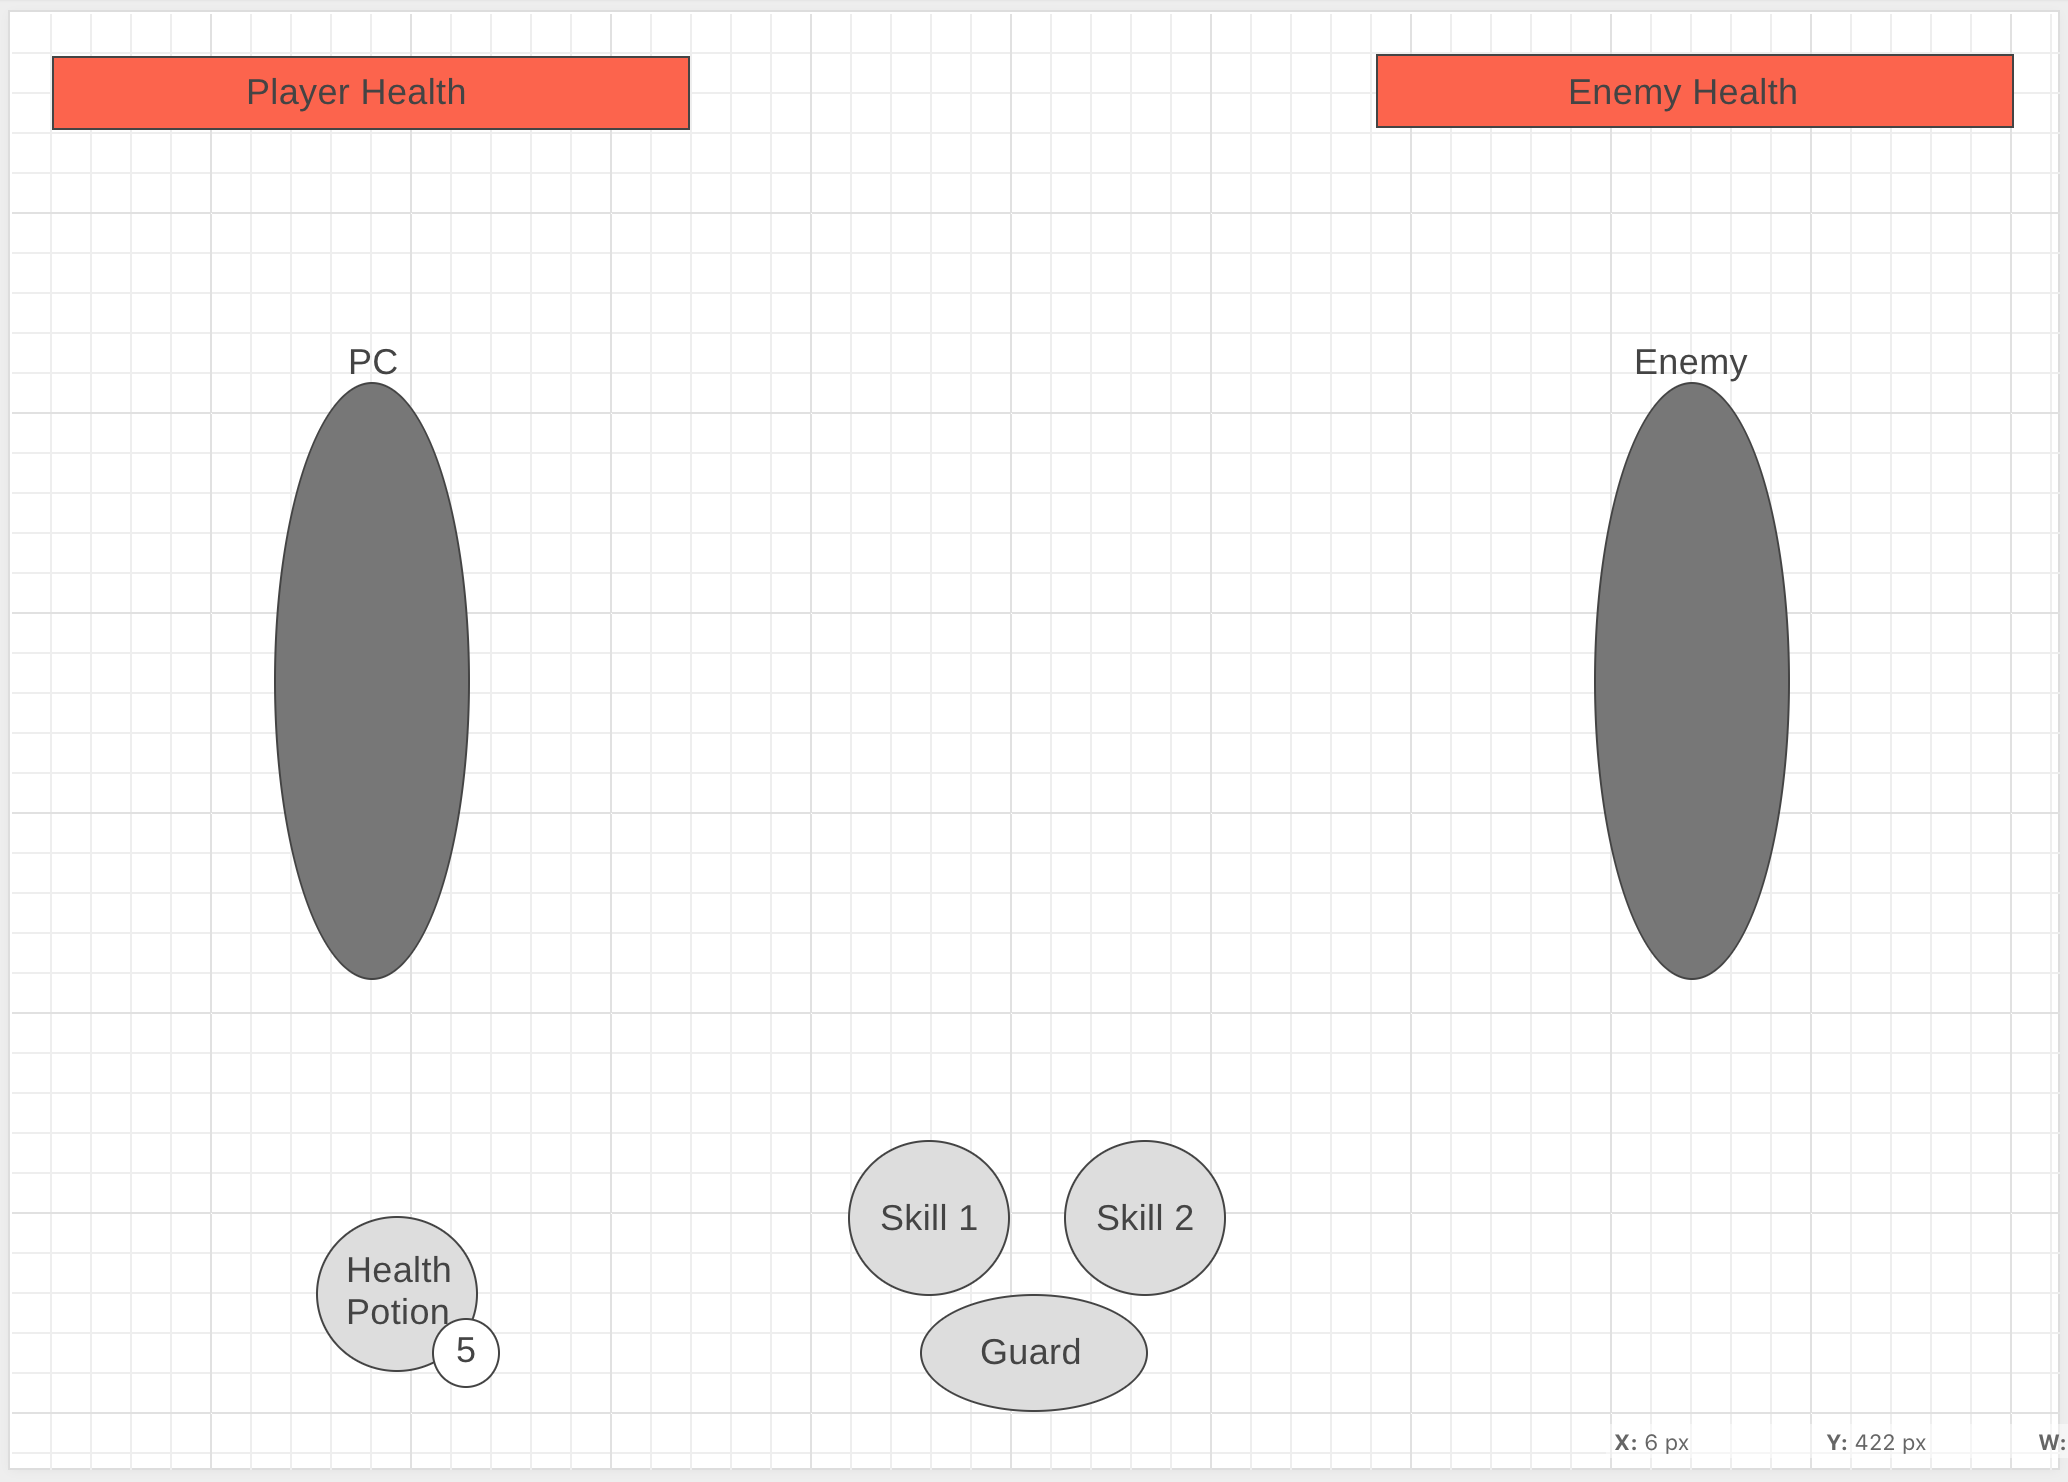 Player Health
Enemy Health
PC
Enemy
Skill 1
Skill 2
Health
Potion
5
Guard
X: 6 px
Y: 422 px
W: